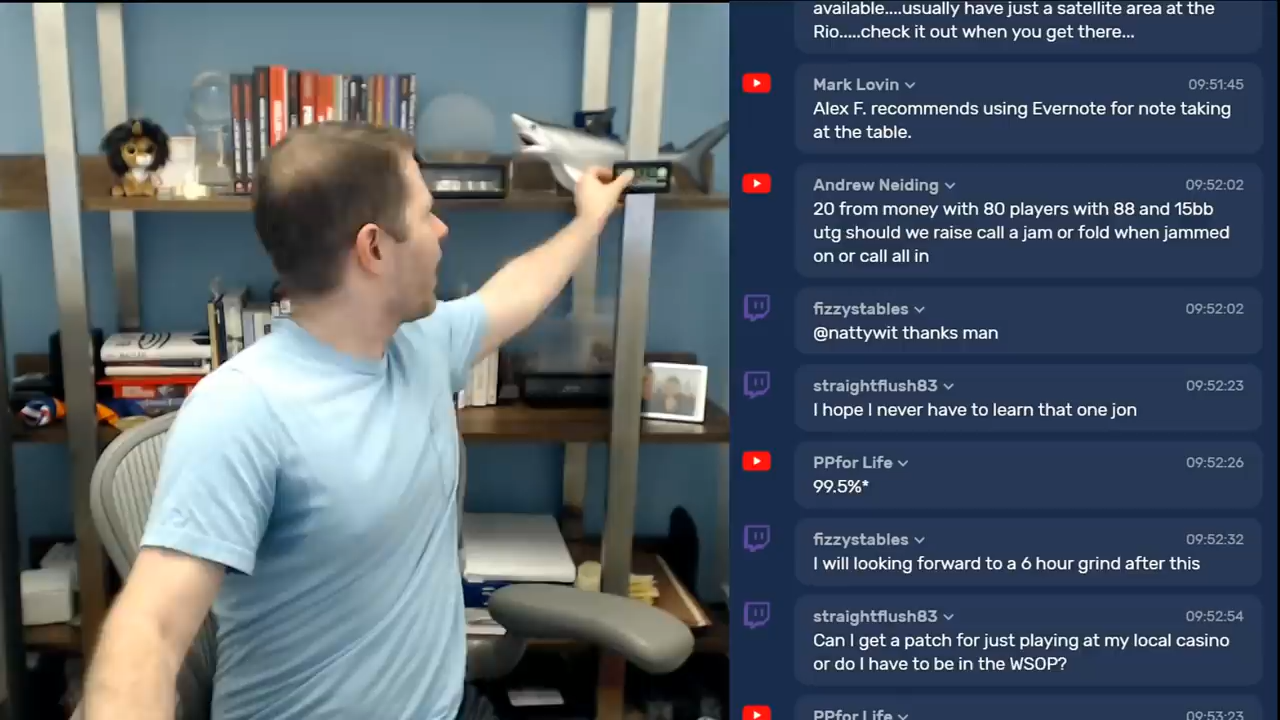 available....usually have just a satellite area at the
Rio.....check it out when you get there...
Mark Lovin
09:51:45
Alex F. recommends using Evernote for note taking
at the table.
Andrew Neiding
09:52:02
20 from money with 80 players with 88 and 15bb
utg should we raise call a jam or fold when jammed
on or call all in
fizzystables
09:52:02
@nattywit thanks man
straightflush83
09:52:23
I hope I never have to learn that one jon
PPfor Life
09:52:26
99.5%*
fizzystables
09:52:32
I will looking forward to a 6 hour grind after this
straightflush83
09:52:54
Can I get a patch for just playing at my local casino
or do I have to be in the WSOP?
PPfor Life
09:53:23